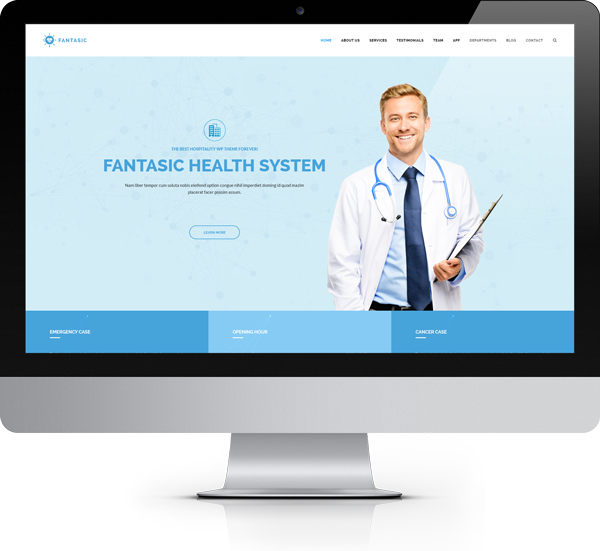 FANTASIC
HOME ABOUT US SERVICES TESTIMONIALS TEAM APP DEPARTMENTS BLOG CONTACT
THE BEST HOSPITALITY WP THEME FOREVER!
FANTASIC HEALTH SYSTEM
Nam liber tempor cum soluta nobis eleifend option congue nihil imperdiet doming id quod mazim
placerat facer possim assum.
LEARN MORE
EMERGENCY CASE OPENING HOUR CANCER CASE